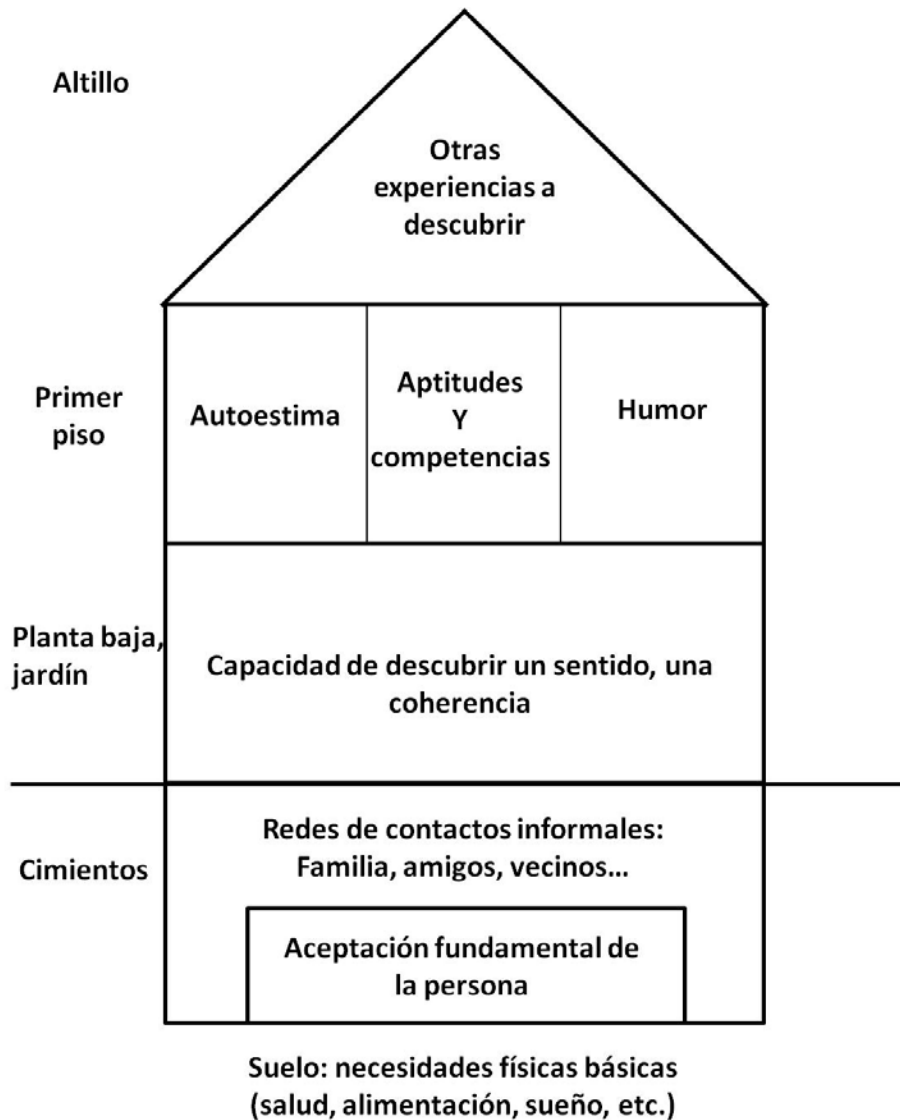 Altillo
Otras
experiencias a
descubrir
Primer
piso
Autoestima
Aptitudes
Y
competencias
Humor
Planta baja,
jardín
Capacidad de descubrir un sentido, una
coherencia
Cimientos
Redes de contactos informales:
Familia, amigos, vecinos...
Aceptación fundamental de
la persona
Suelo: necesidades físicas básicas
(salud, alimentación, sueño, etc.)